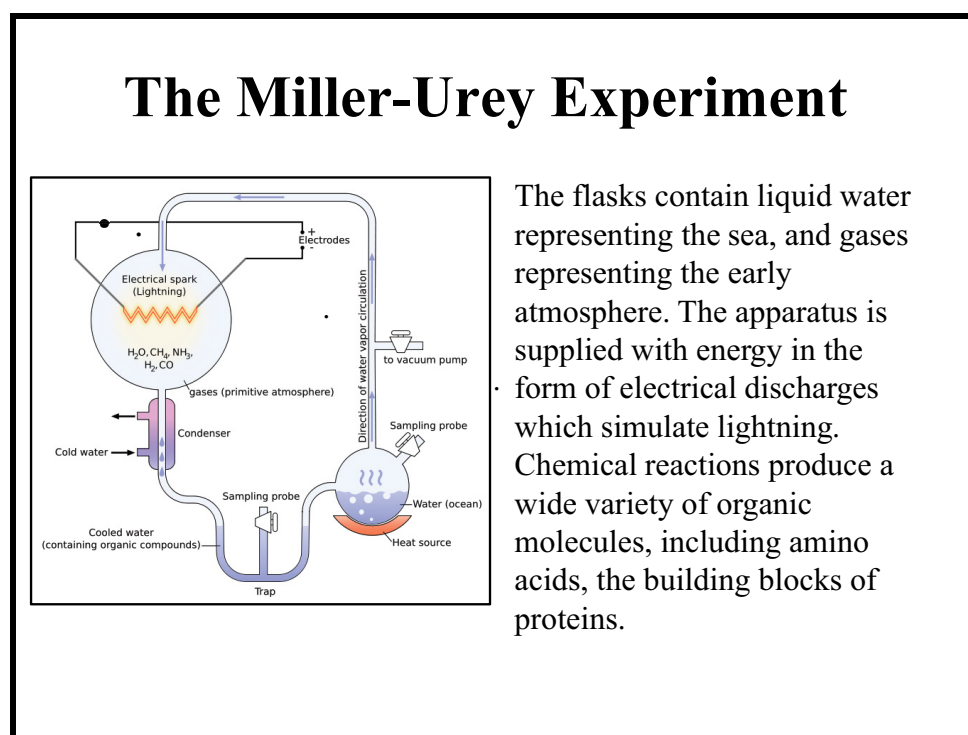 The Miller-Urey Experiment
+
Electrodes
-
Electrical spark
(Lightning)
H₂O, CH₄, NH₃,
H₂, CO
gases (primitive atmosphere)
Direction of water vapor circulation
to vacuum pump
Sampling probe
Condenser
Cold water
Sampling probe
Water (ocean)
Cooled water
(containing organic compounds)
Heat source
Trap
The flasks contain liquid water
representing the sea, and gases
representing the early
atmosphere. The apparatus is
supplied with energy in the
form of electrical discharges
which simulate lightning.
Chemical reactions produce a
wide variety of organic
molecules, including amino
acids, the building blocks of
proteins.